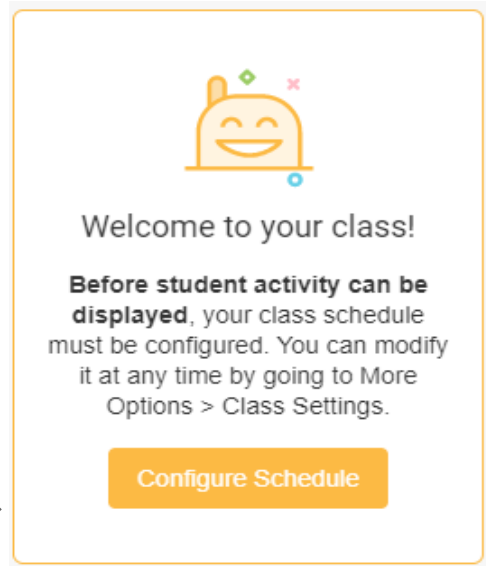 Welcome to your class!
Before student activity can be
displayed, your class schedule
must be configured. You can modify
it at any time by going to More
Options > Class Settings.
Configure Schedule